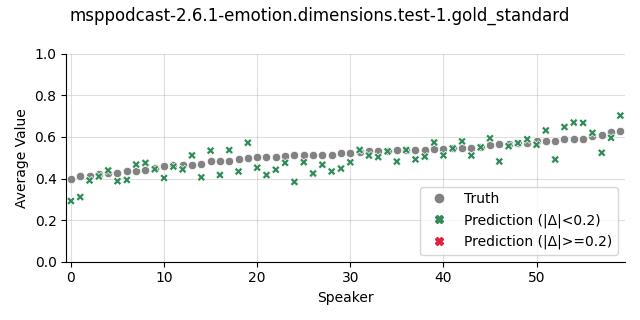 msppodcast-2.6.1-emotion.dimensions.test-1.gold_standard
1.0
0.8
0.6
0.4
0.2
0.0
Average Value
Truth
Prediction (|Δ|<0.2)
Prediction (|Δ|>=0.2)
0 10 20 30 40 50
Speaker